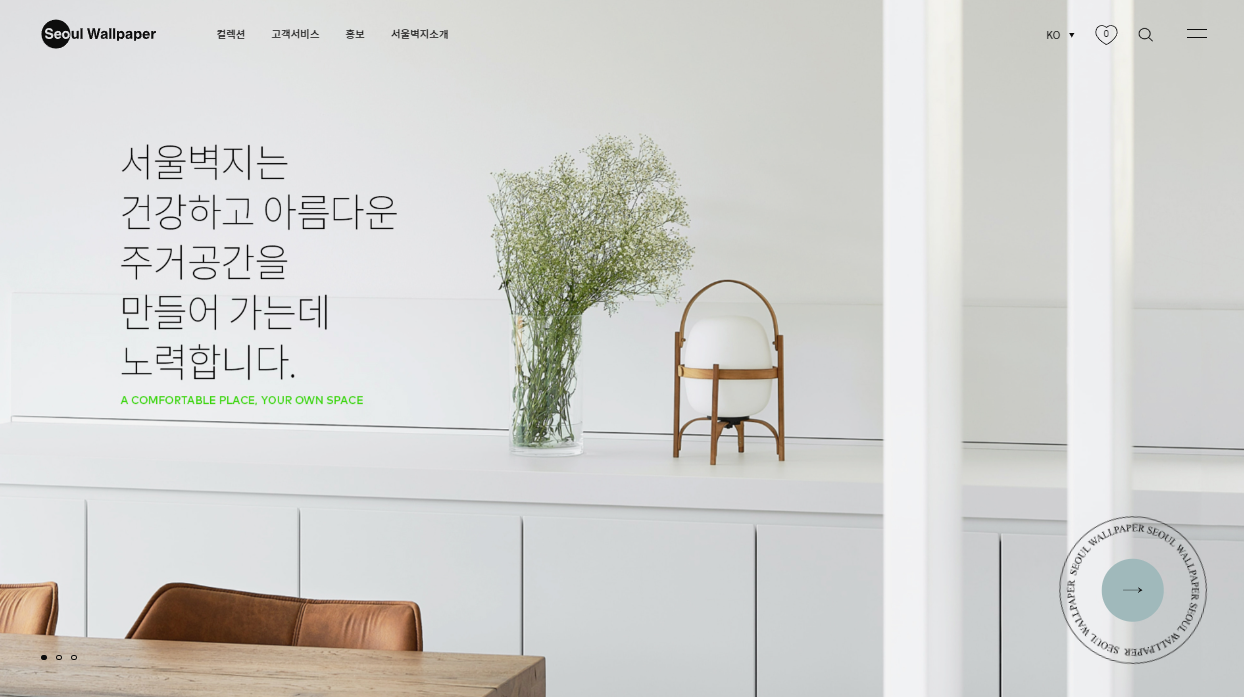 Seoul Wallpaper
컬렉션 고객서비스 홍보 서울벽지소개
KO ▼ 0
서울벽지는
건강하고 아름다운
주거공간을
만들어 가는데
노력합니다.
A COMFORTABLE PLACE, YOUR OWN SPACE
SEOUL WALLPAPER SEOUL WALLPAPER SEOUL WALLPAPER SEOUL WALLPAPER